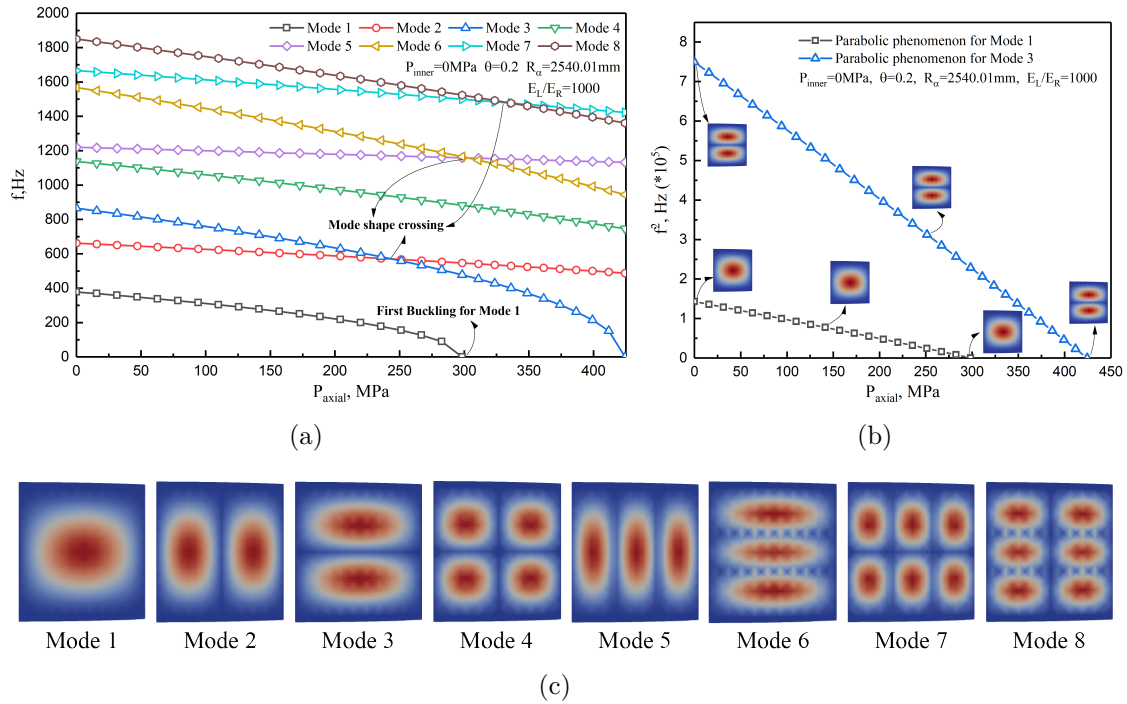 Mode 1 Mode 2 Mode 3 Mode 4
Mode 5 Mode 6 Mode 7 Mode 8
P_inner=0MPa θ=0.2 R_α=2540.01mm
E_L/E_R=1000
Mode shape crossing
First Buckling for Mode 1
2000
1800
1600
1400
1200
1000
800
600
400
200
0
f,Hz
0 50 100 150 200 250 300 350 400
P_axial, MPa
(a)
Parabolic phenomenon for Mode 1
Parabolic phenomenon for Mode 3
P_inner=0MPa, θ=0.2, R_α=2540.01mm, E_L/E_R=1000
8
7
6
5
4
3
2
1
0
f², Hz (*10⁵)
0 50 100 150 200 250 300 350 400 450
P_axial, MPa
(b)
Mode 1 Mode 2 Mode 3 Mode 4 Mode 5 Mode 6 Mode 7 Mode 8
(c)